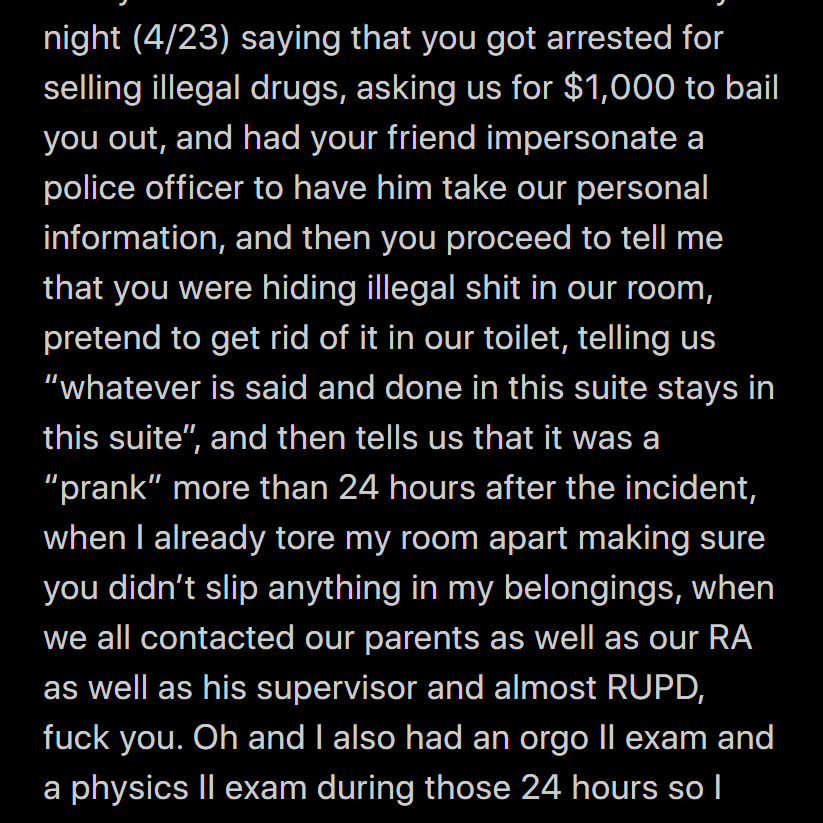 night (4/23) saying that you got arrested for
selling illegal drugs, asking us for $1,000 to bail
you out, and had your friend impersonate a
police officer to have him take our personal
information, and then you proceed to tell me
that you were hiding illegal shit in our room,
pretend to get rid of it in our toilet, telling us
“whatever is said and done in this suite stays in
this suite”, and then tells us that it was a
“prank” more than 24 hours after the incident,
when I already tore my room apart making sure
you didn’t slip anything in my belongings, when
we all contacted our parents as well as our RA
as well as his supervisor and almost RUPD,
fuck you. Oh and I also had an orgo II exam and
a physics II exam during those 24 hours so I